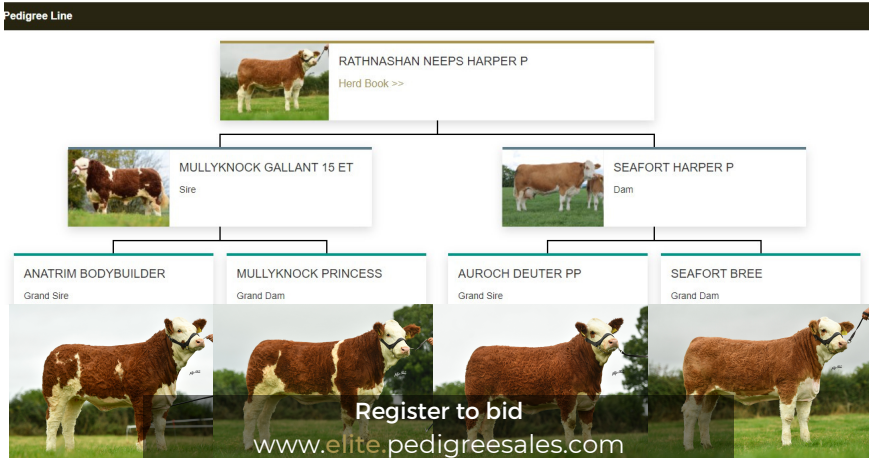 Pedigree Line
RATHNASHAN NEEPS HARPER P
Herd Book >>
MULLYKNOCK GALLANT 15 ET
Sire
SEAFORT HARPER P
Dam
ANATRIM BODYBUILDER
Grand Sire
MULLYKNOCK PRINCESS
Grand Dam
AUROCH DEUTER PP
Grand Sire
SEAFORT BREE
Grand Dam
Register to bid
www.elite.pedigreesales.com